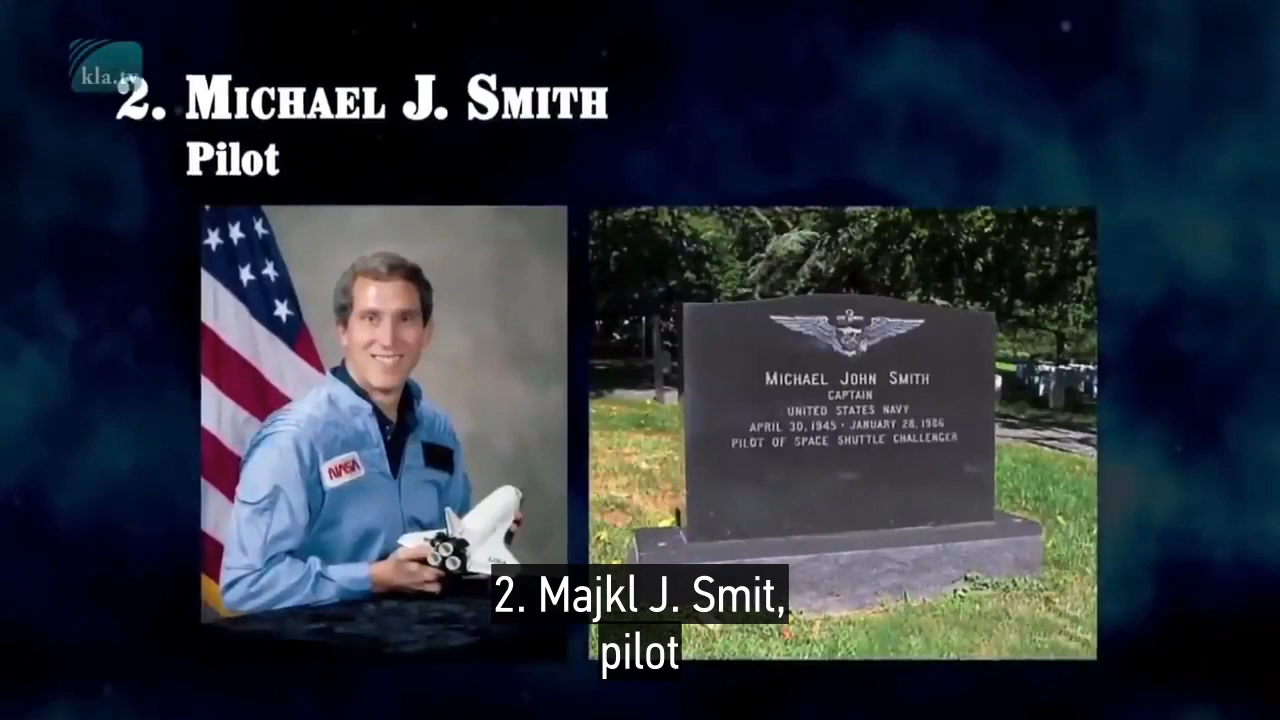 kla.tv
2. Michael J. Smith
Pilot
NASA
MICHAEL JOHN SMITH
CAPTAIN
UNITED STATES NAVY
APRIL 30, 1945 · JANUARY 28, 1986
PILOT OF SPACE SHUTTLE CHALLENGER
2. Majkl J. Smit,
pilot